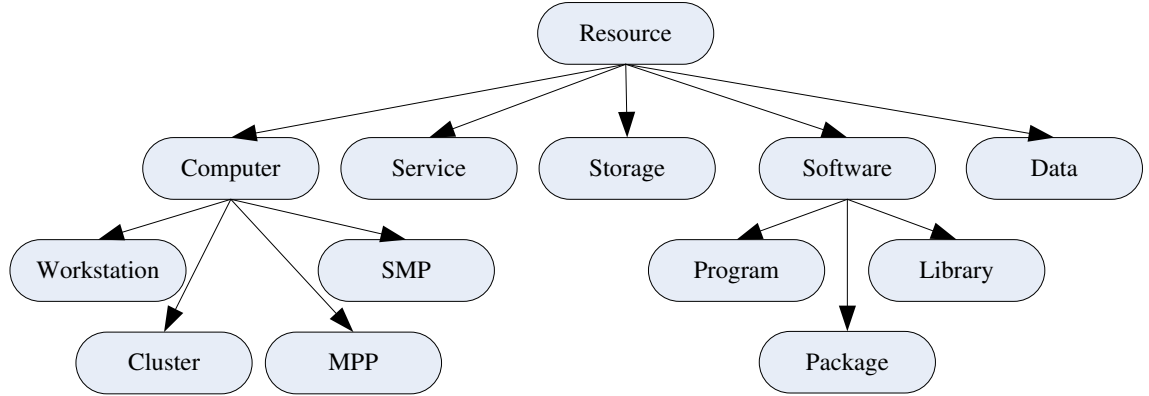 Resource
Computer
Service
Storage
Software
Data
Workstation
SMP
Program
Library
Cluster
MPP
Package